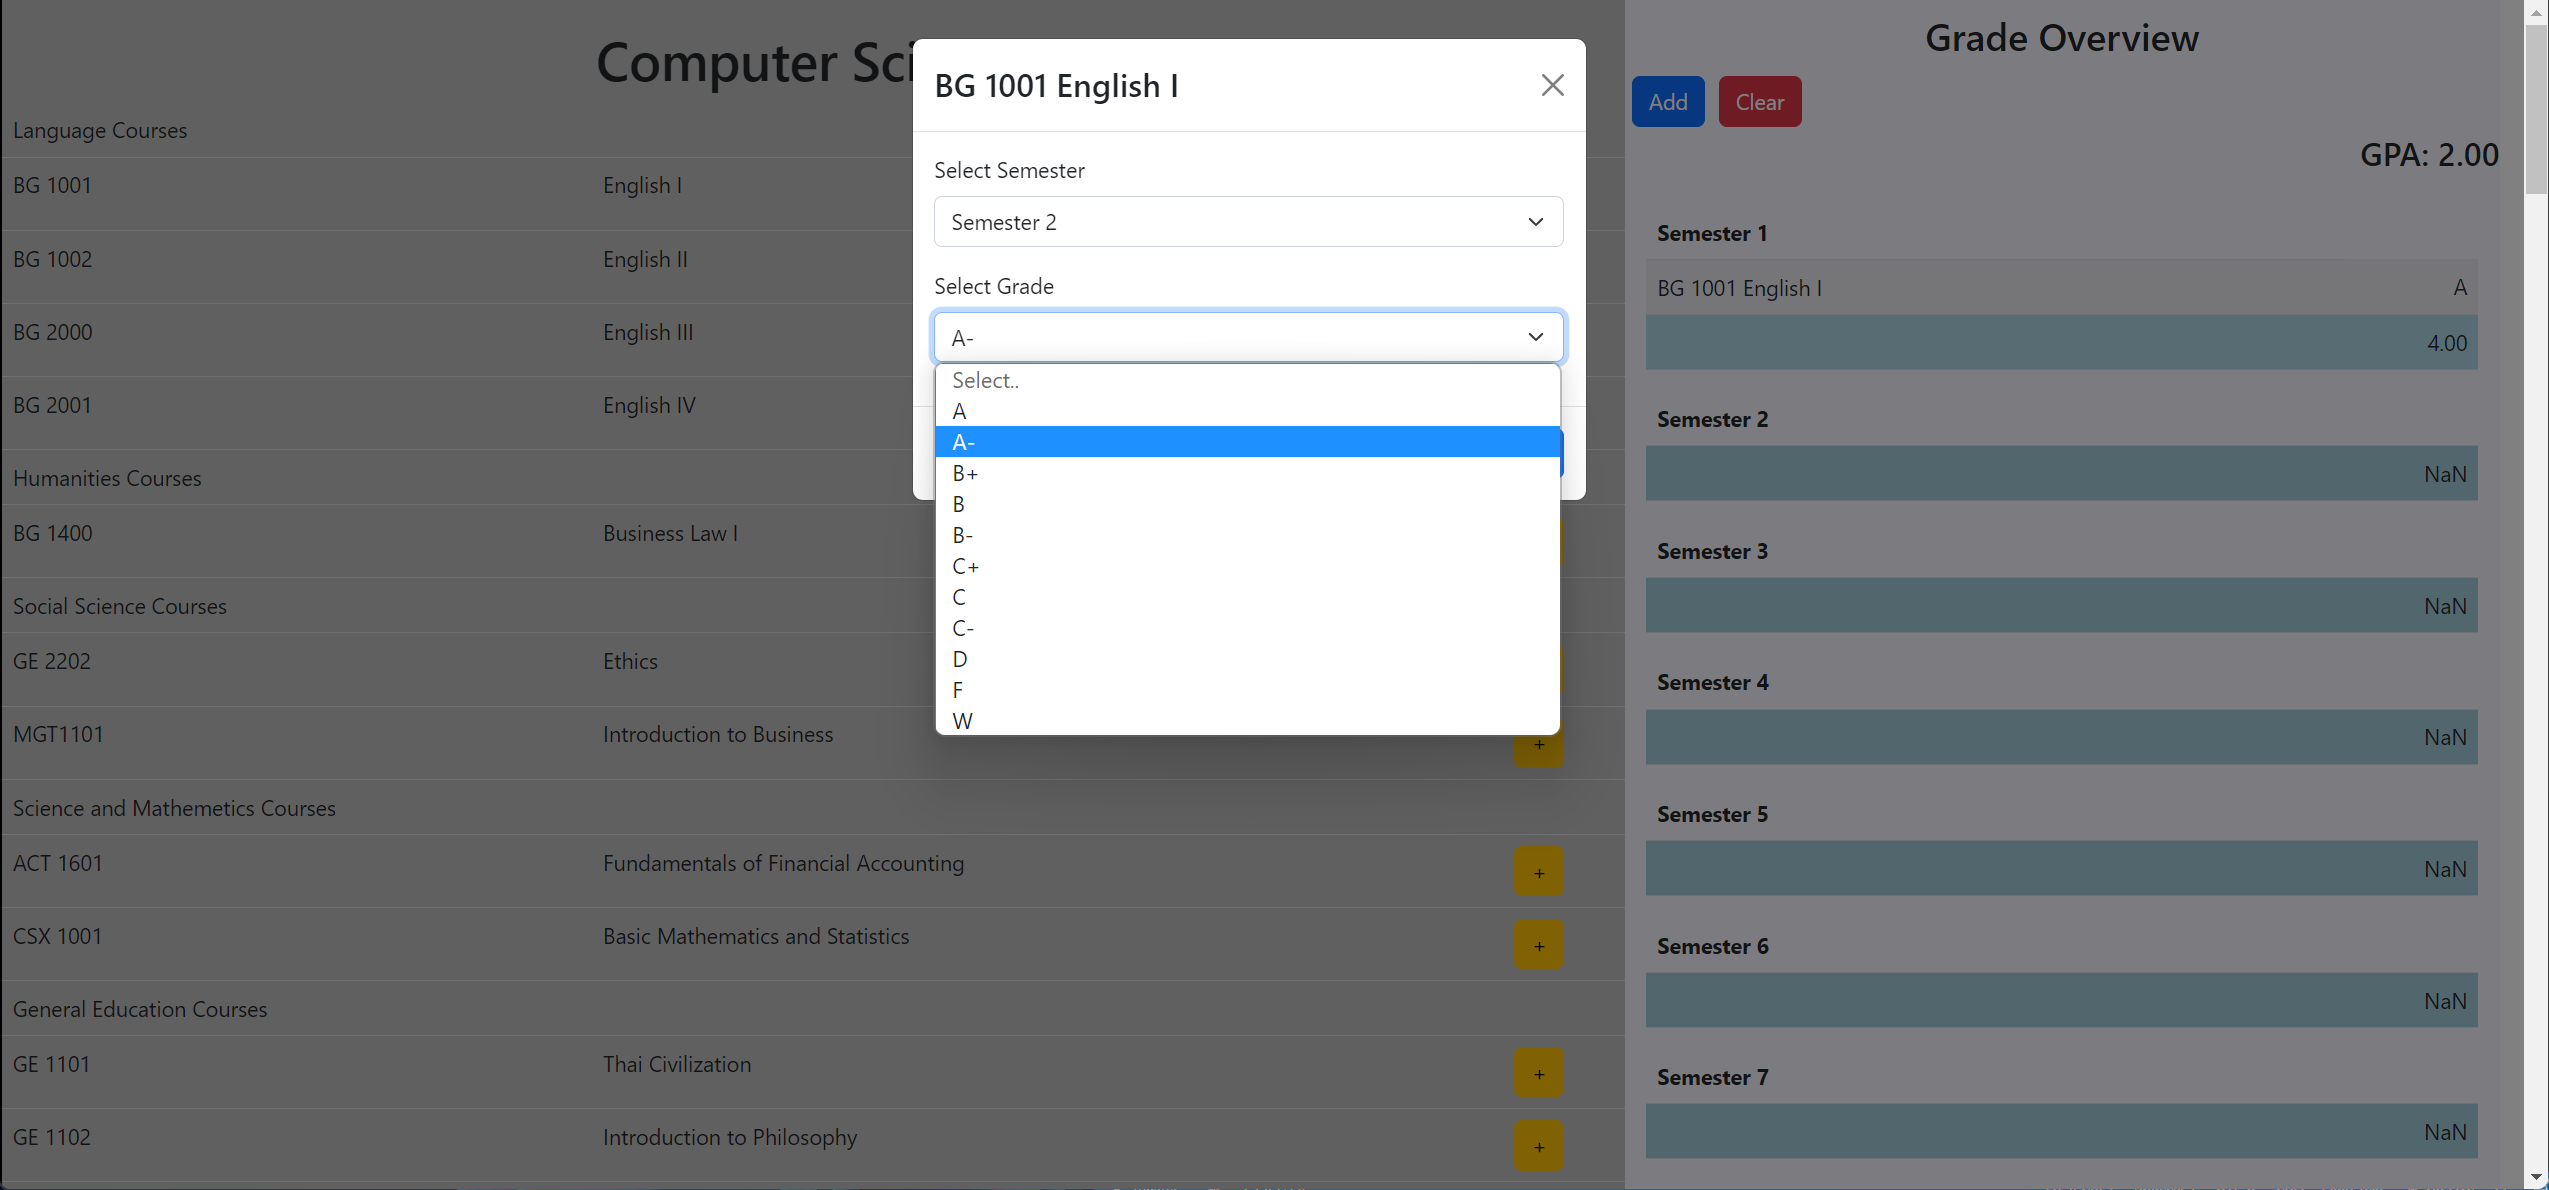 Computer Sci
Language Courses
BG 1001 English I
BG 1002 English II
BG 2000 English III
BG 2001 English IV
Humanities Courses
BG 1400 Business Law I
Social Science Courses
GE 2202 Ethics
MGT1101 Introduction to Business +
Science and Mathemetics Courses
ACT 1601 Fundamentals of Financial Accounting +
CSX 1001 Basic Mathematics and Statistics +
General Education Courses
GE 1101 Thai Civilization +
GE 1102 Introduction to Philosophy +
BG 1001 English I
Select Semester
Semester 2
Select Grade
A-
Select..
A
A-
B+
B
B-
C+
C
C-
D
F
W
Grade Overview
Add Clear
GPA: 2.00
Semester 1
BG 1001 English I A
4.00
Semester 2
NaN
Semester 3
NaN
Semester 4
NaN
Semester 5
NaN
Semester 6
NaN
Semester 7
NaN